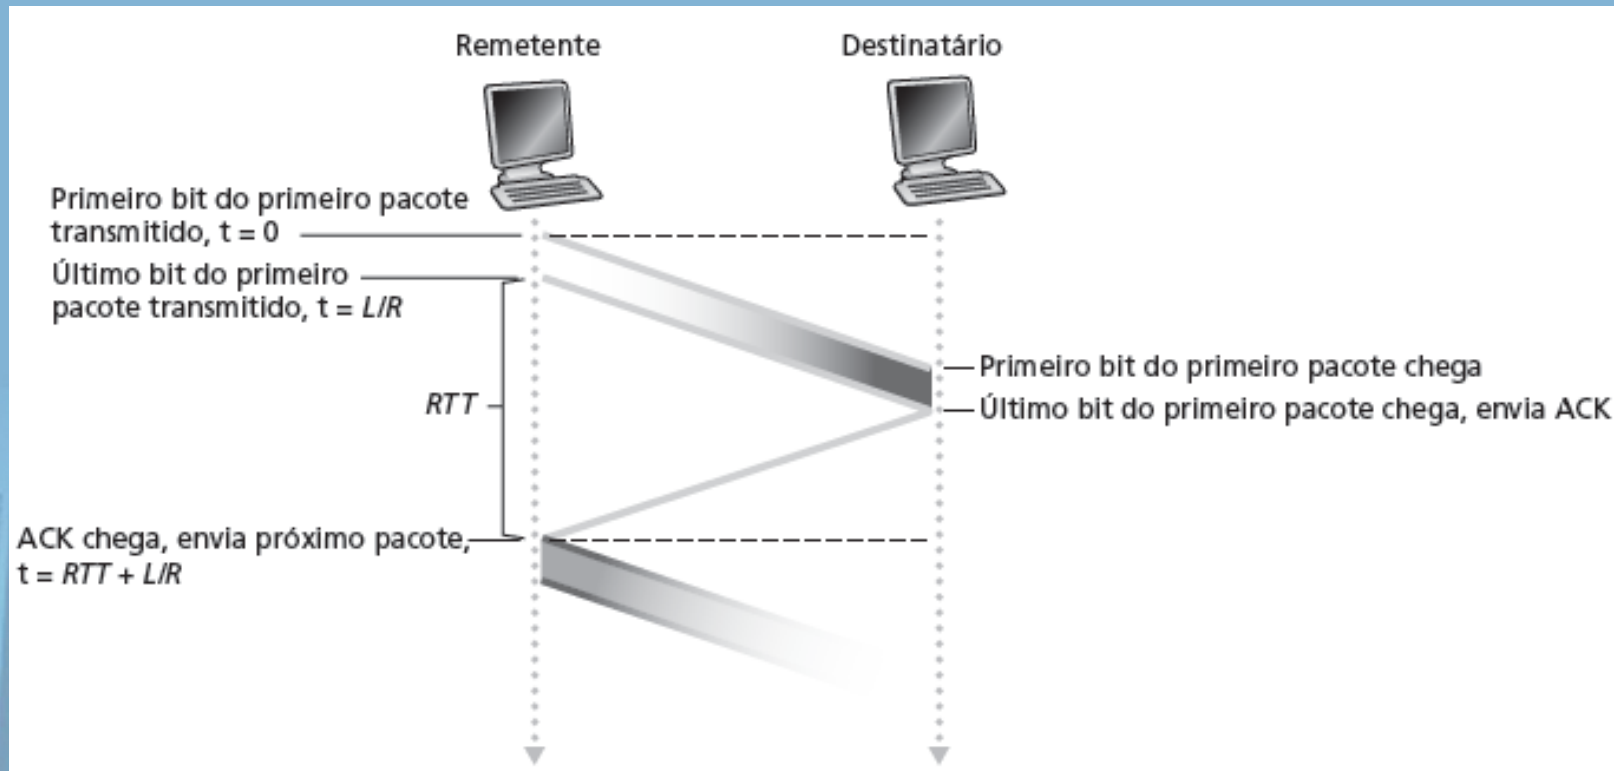 Remetente
Destinatário
Primeiro bit do primeiro pacote
transmitido, t = 0
Último bit do primeiro
pacote transmitido, t = L/R
Primeiro bit do primeiro pacote chega
RTT
Último bit do primeiro pacote chega, envia ACK
ACK chega, envia próximo pacote,
t = RTT + L/R